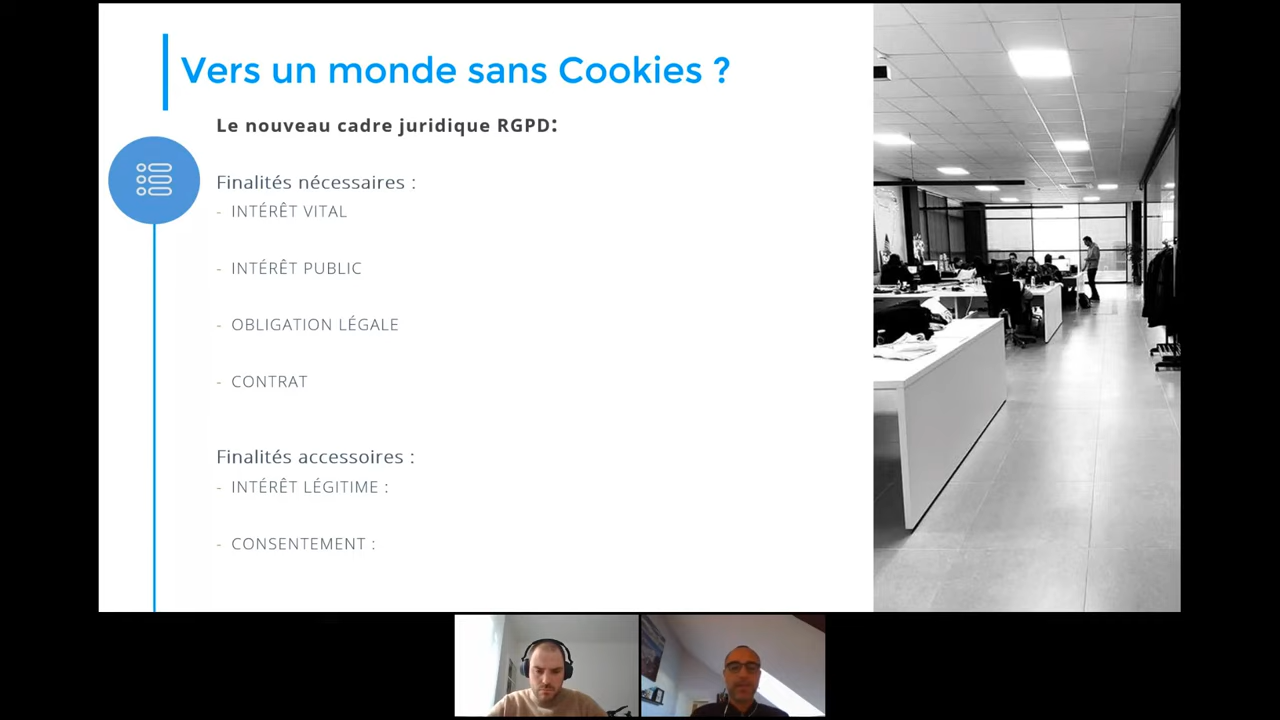 Vers un monde sans Cookies ?
Le nouveau cadre juridique RGPD:
Finalités nécessaires :
- INTÉRÊT VITAL
- INTÉRÊT PUBLIC
- OBLIGATION LÉGALE
- CONTRAT
Finalités accessoires :
- INTÉRÊT LÉGITIME :
- CONSENTEMENT :